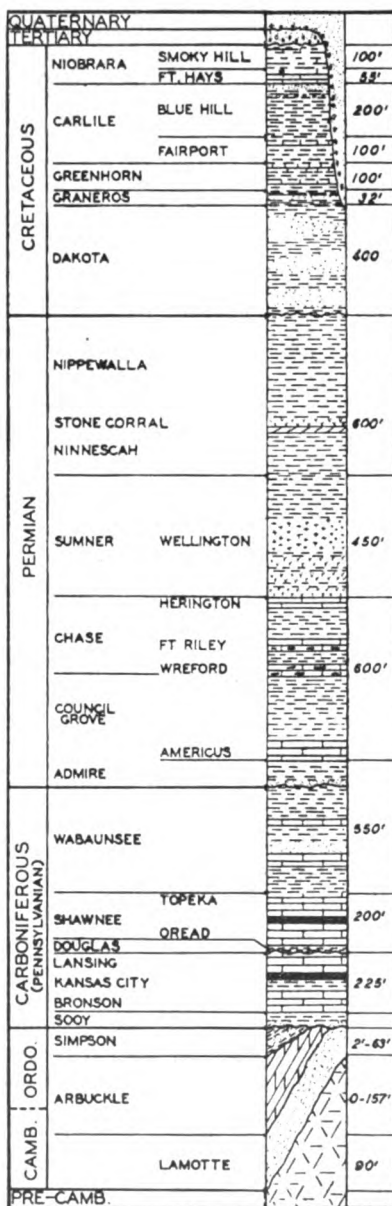 QUATERNARY
TERTIARY
CRETACEOUS
NIOBRARA SMOKY HILL 100'
FT. HAYS 55'
CARLILE BLUE HILL 200'
FAIRPORT 100'
GREENHORN 100'
GRANEROS 32'
DAKOTA 400
PERMIAN
NIPPEWALLA
STONE CORRAL 600'
NINNESCAH
SUMNER WELLINGTON 450'
HERINGTON
CHASE
FT RILEY
WREFORD 600'
COUNCIL
GROVE
AMERICUS
ADMIRE
CARBONIFEROUS
(PENNSYLVANIAN)
WABAUNSEE 550'
TOPEKA
SHAWNEE 200'
OREAD
DOUGLAS
LANSING
KANSAS CITY 225'
BRONSON
SOOY
ORDO.
SIMPSON 2'-63'
ARBUCKLE 0-157'
CAMB.
LAMOTTE 90'
PRE-CAMB.